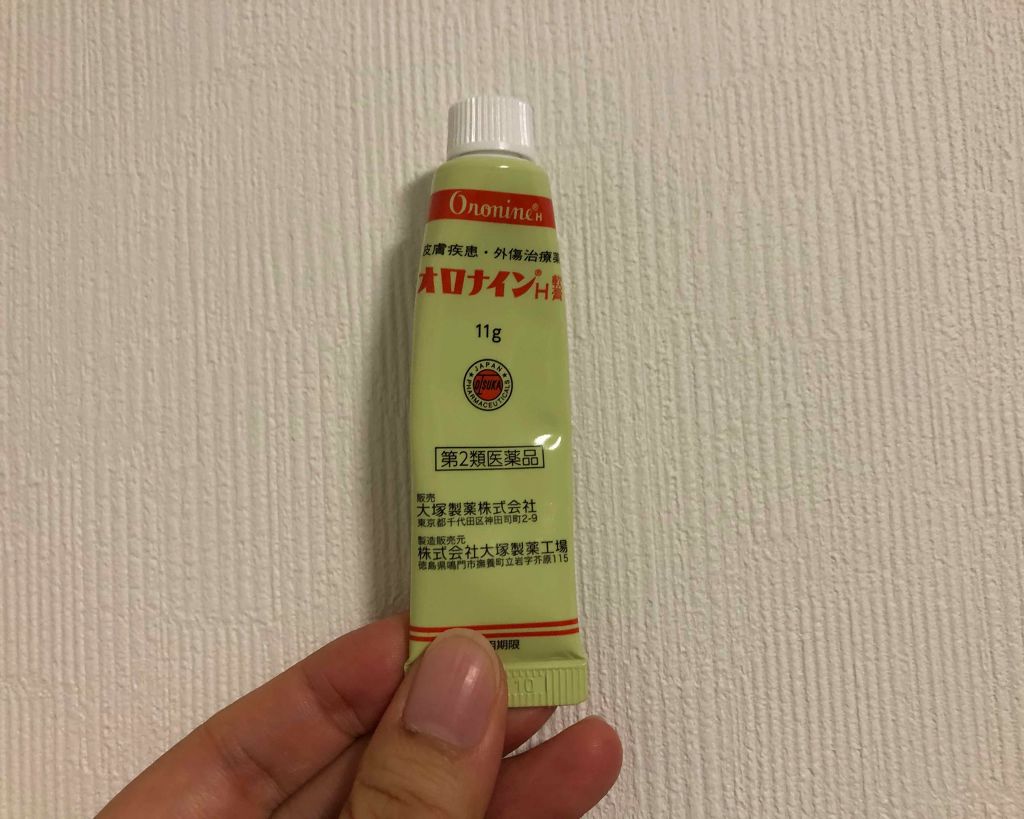 Oronine® H
皮膚疾患・外傷治療薬
オロナイン®H軟膏
11g
JAPAN
OTSUKA
PHARMACEUTICALS
第2類医薬品
販売
大塚製薬株式会社
東京都千代田区神田司町2-9
製造販売元
株式会社大塚製薬工場
徳島県鳴門市撫養町立岩字芥原115
期限
10